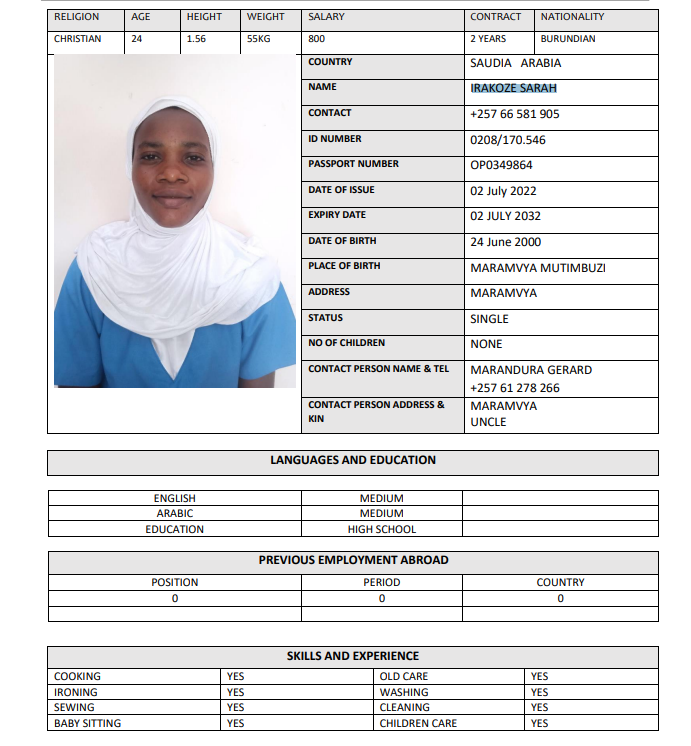 RELIGION AGE HEIGHT WEIGHT SALARY CONTRACT NATIONALITY
CHRISTIAN 24 1.56 55KG 800 2 YEARS BURUNDIAN
COUNTRY SAUDIA ARABIA
NAME IRAKOZE SARAH
CONTACT +257 66 581 905
ID NUMBER 0208/170.546
PASSPORT NUMBER OP0349864
DATE OF ISSUE 02 July 2022
EXPIRY DATE 02 JULY 2032
DATE OF BIRTH 24 June 2000
PLACE OF BIRTH MARAMVYA MUTIMBUZI
ADDRESS MARAMVYA
STATUS SINGLE
NO OF CHILDREN NONE
CONTACT PERSON NAME & TEL MARANDURA GERARD
+257 61 278 266
CONTACT PERSON ADDRESS & MARAMVYA
KIN UNCLE
LANGUAGES AND EDUCATION
ENGLISH MEDIUM
ARABIC MEDIUM
EDUCATION HIGH SCHOOL
PREVIOUS EMPLOYMENT ABROAD
POSITION PERIOD COUNTRY
0 0 0
SKILLS AND EXPERIENCE
COOKING YES OLD CARE YES
IRONING YES WASHING YES
SEWING YES CLEANING YES
BABY SITTING YES CHILDREN CARE YES